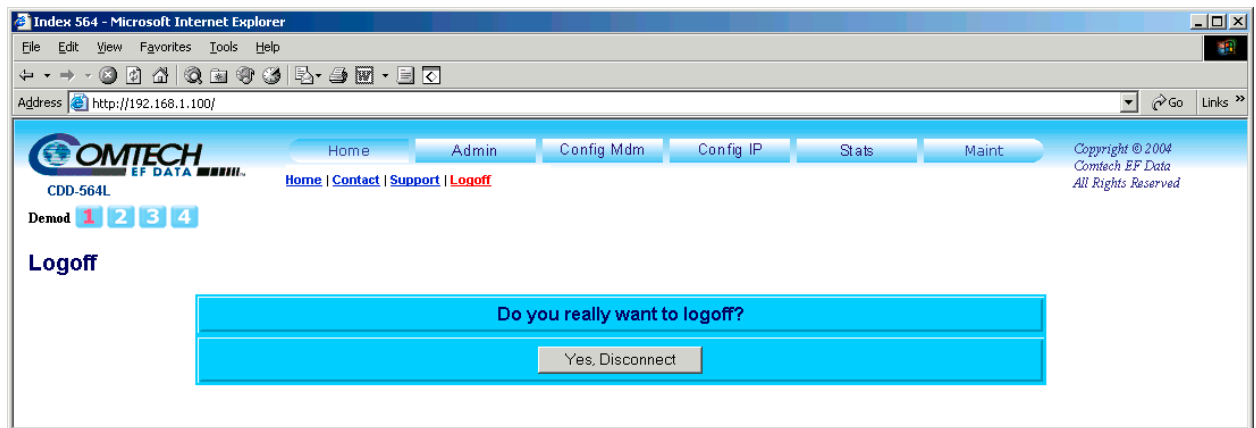 Index 564 - Microsoft Internet Explorer
File Edit View Favorites Tools Help
Address http://192.168.1.100/ Go Links »
COMTECH
EF DATA
CDD-564L
Home Admin Config Mdm Config IP Stats Maint
Home | Contact | Support | Logoff
Copyright © 2004
Comtech EF Data
All Rights Reserved
Demod 1 2 3 4
Logoff
Do you really want to logoff?
Yes, Disconnect